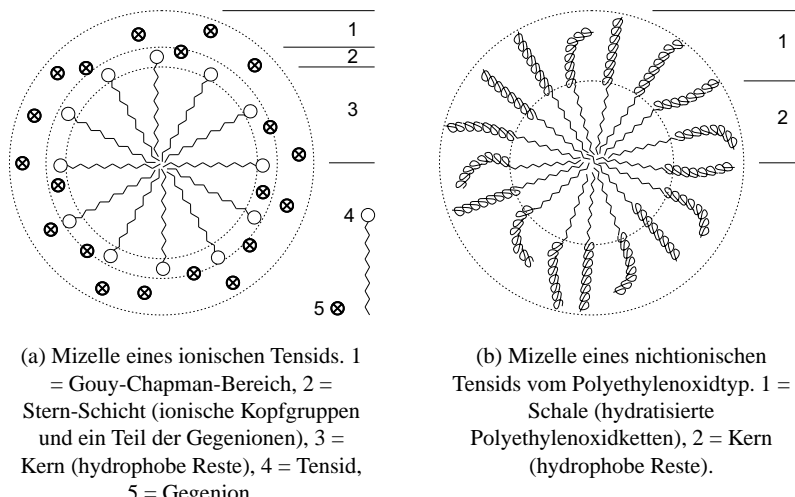 1
2
3
4
5
1
2
(a) Mizelle eines ionischen Tensids. 1
= Gouy-Chapman-Bereich, 2 =
Stern-Schicht (ionische Kopfgruppen
und ein Teil der Gegenionen), 3 =
Kern (hydrophobe Reste), 4 = Tensid,
5 = Gegenion
(b) Mizelle eines nichtionischen
Tensids vom Polyethylenoxidtyp. 1 =
Schale (hydratisierte
Polyethylenoxidketten), 2 = Kern
(hydrophobe Reste).